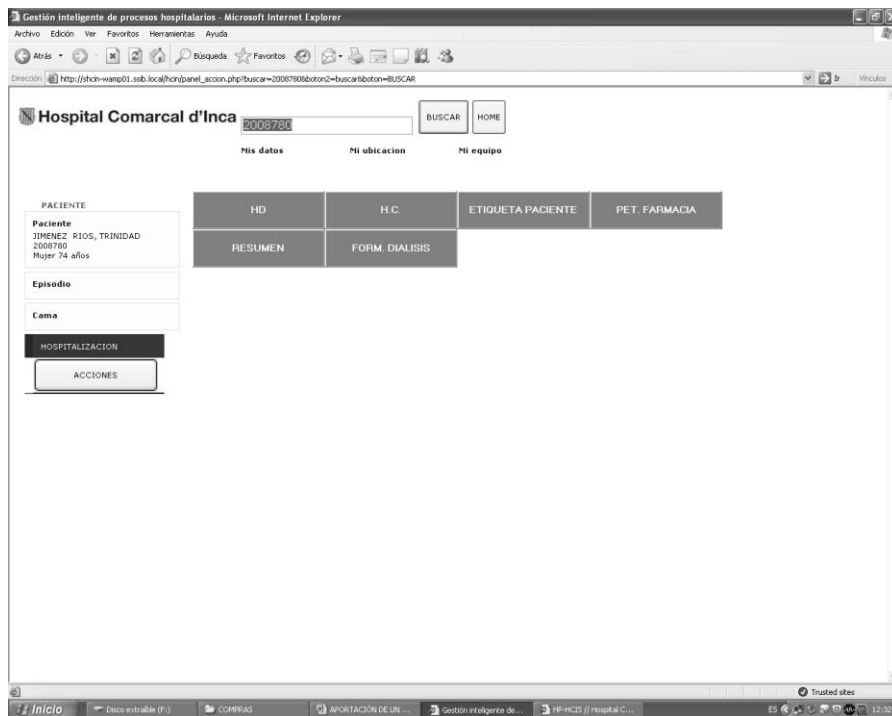 Gestión inteligente de procesos hospitalarios - Microsoft Internet Explorer
Archivo Edición Ver Favoritos Herramientas Ayuda
Atrás Búsqueda Favoritos
Dirección http://shcin-wamp01.ssib.local/hcin/panel_accion.php?buscar=2008780&boton2=buscar&boton=BUSCAR Ir Vínculos
Hospital Comarcal d'Inca 2008780 BUSCAR HOME
Mis datos Mi ubicacion Mi equipo
PACIENTE
Paciente
JIMENEZ RIOS, TRINIDAD
2008780
Mujer 74 años
Episodio
Cama
HOSPITALIZACION
ACCIONES
HD H.C. ETIQUETA PACIENTE PET. FARMACIA
RESUMEN FORM. DIALISIS
Trusted sites
Inicio Disco extraíble (F:) COMPRAS APORTACIÓN DE UN ... Gestión inteligente de... HP-HCIS // Hospital C... ES 12:32